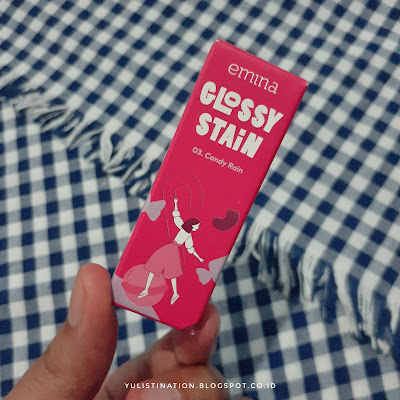 emina
GLOSSY
STAIN
03. Candy Rain
YULISTINATION.BLOGSPOT.CO.ID